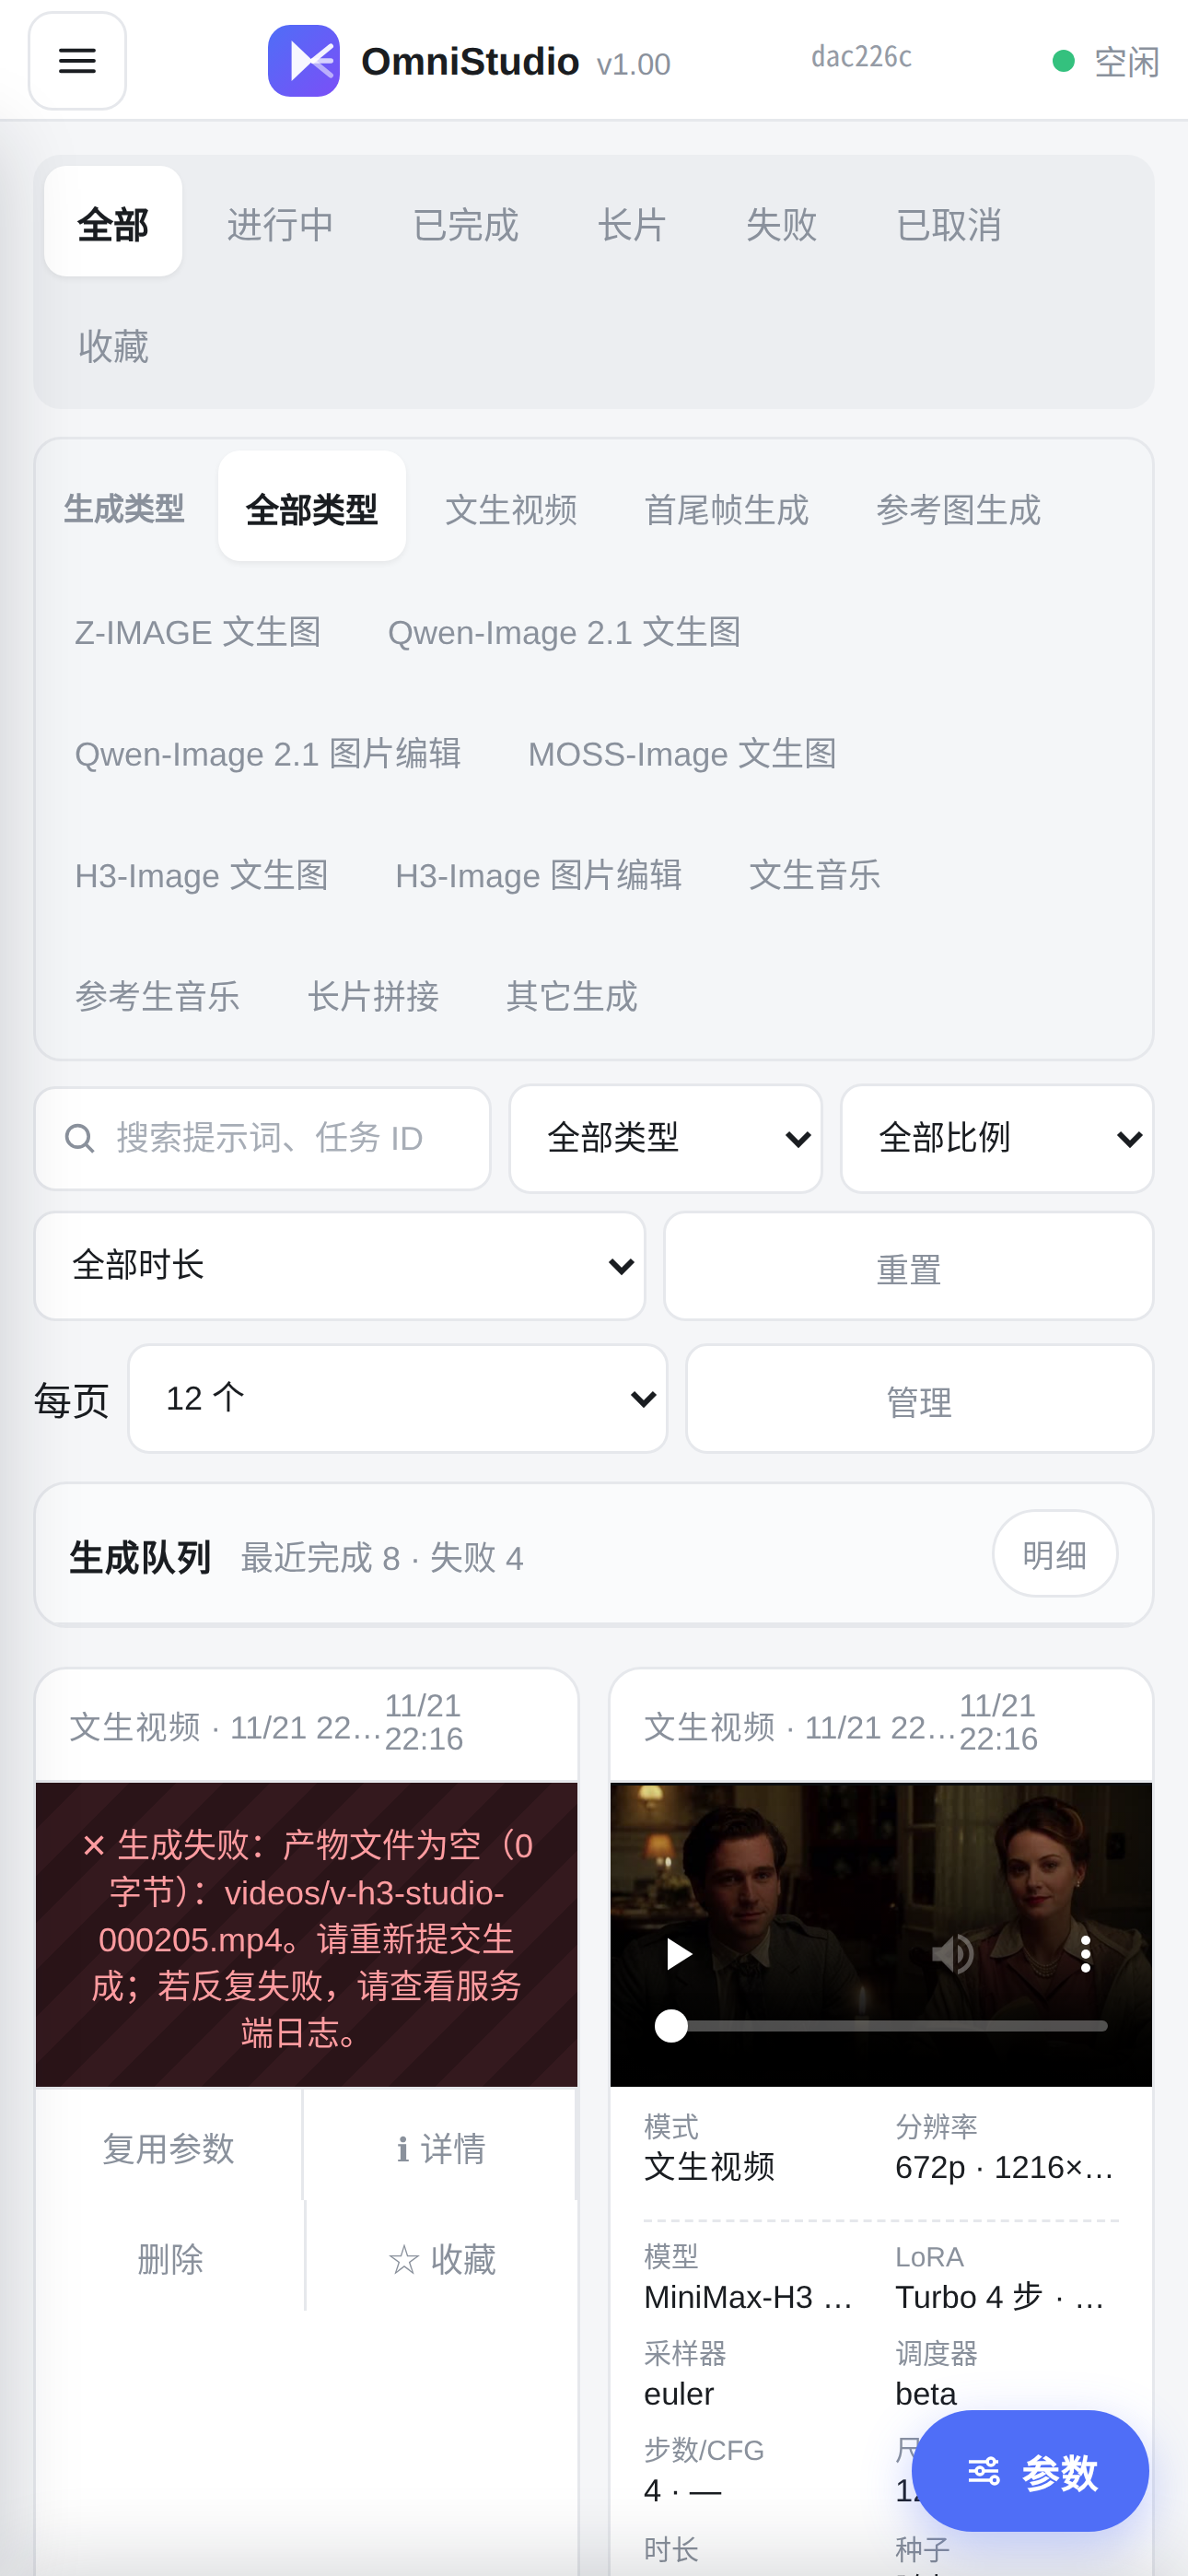 OmniStudio v1.00
dac226c
空闲
全部 进行中 已完成 长片 失败 已取消
收藏
生成类型 全部类型 文生视频 首尾帧生成 参考图生成
Z-IMAGE 文生图 Qwen-Image 2.1 文生图
Qwen-Image 2.1 图片编辑 MOSS-Image 文生图
H3-Image 文生图 H3-Image 图片编辑 文生音乐
参考生音乐 长片拼接 其它生成
搜索提示词、任务 ID 全部类型 全部比例
全部时长 重置
每页 12 个 管理
生成队列 最近完成 8 · 失败 4 明细
文生视频 · 11/21 22…
11/21
22:16
✕ 生成失败：产物文件为空（0
字节）：videos/v-h3-studio-
000205.mp4。请重新提交生
成；若反复失败，请查看服务
端日志。
复用参数 ℹ 详情
删除 ☆ 收藏
文生视频 · 11/21 22…
11/21
22:16
模式 分辨率
文生视频 672p · 1216×…
模型 LoRA
MiniMax-H3 … Turbo 4 步 · …
采样器 调度器
euler beta
步数/CFG
4 · —
时长 种子
参数